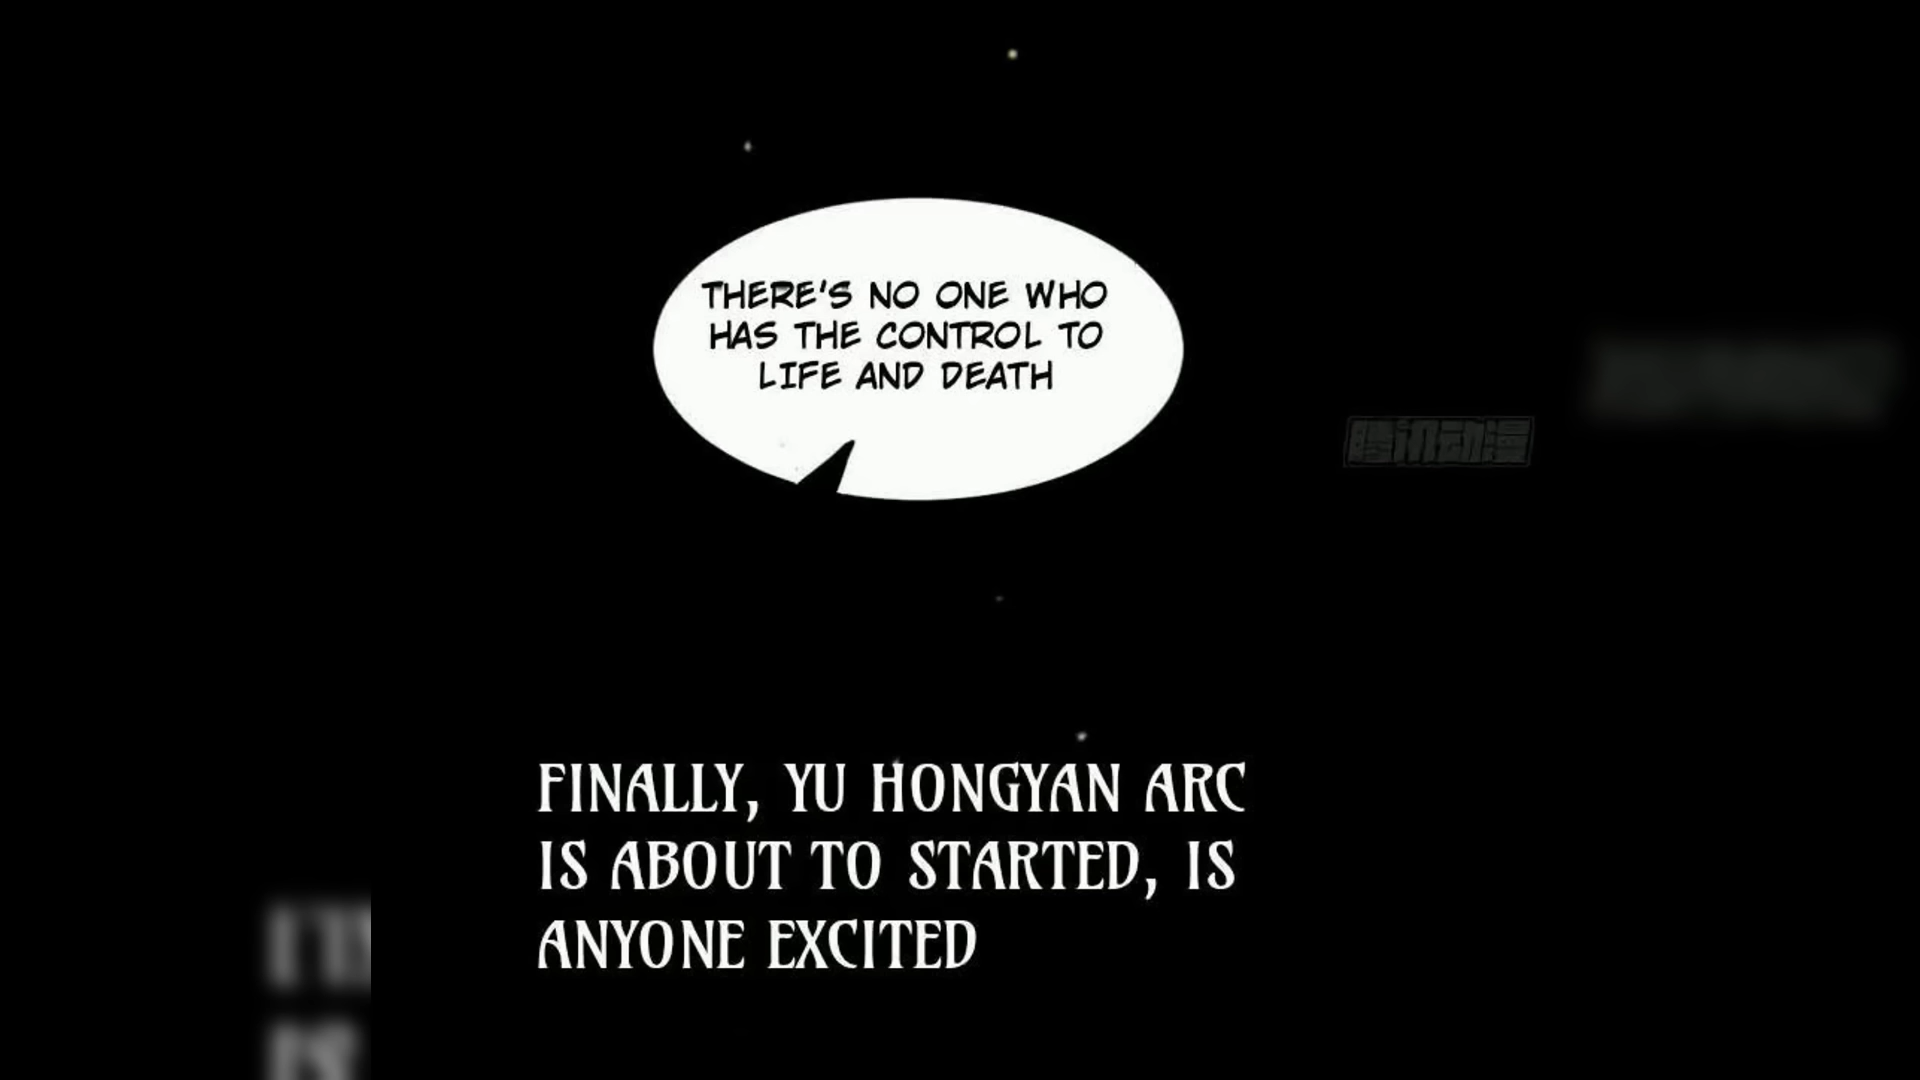 THERE'S NO ONE WHO
HAS THE CONTROL TO
LIFE AND DEATH
FINALLY, YU HONGYAN ARC
IS ABOUT TO STARTED, IS
ANYONE EXCITED